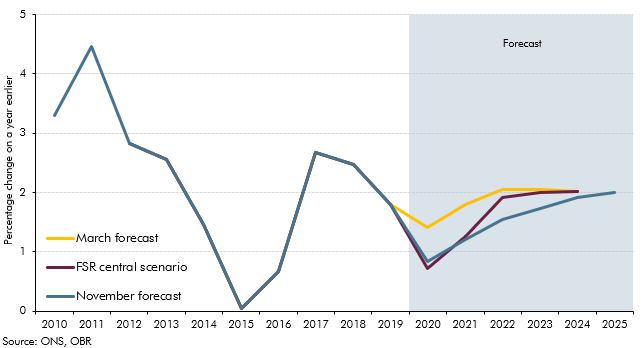 5
4
3
2
1
0
Percentage change on a year earlier
Forecast
March forecast
FSR central scenario
November forecast
2010 2011 2012 2013 2014 2015 2016 2017 2018 2019 2020 2021 2022 2023 2024 2025
Source: ONS, OBR